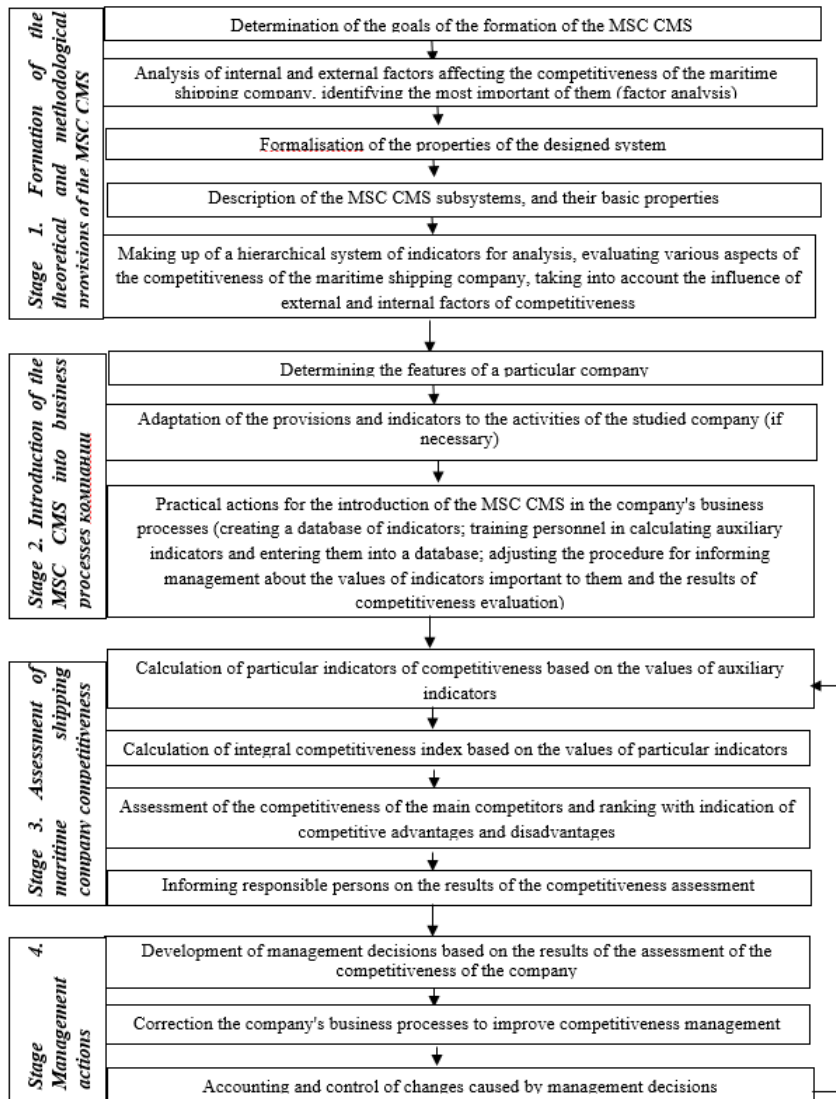 Stage 1. Formation of the
theoretical and methodological
provisions of the MSC CMS
Determination of the goals of the formation of the MSC CMS
Analysis of internal and external factors affecting the competitiveness of the maritime
shipping company, identifying the most important of them (factor analysis)
Formalisation of the properties of the designed system
Description of the MSC CMS subsystems, and their basic properties
Making up of a hierarchical system of indicators for analysis, evaluating various aspects of
the competitiveness of the maritime shipping company, taking into account the influence of
external and internal factors of competitiveness
Stage 2. Introduction of the
MSC CMS into business
processes компании
Determining the features of a particular company
Adaptation of the provisions and indicators to the activities of the studied company (if
necessary)
Practical actions for the introduction of the MSC CMS in the company's business
processes (creating a database of indicators; training personnel in calculating auxiliary
indicators and entering them into a database; adjusting the procedure for informing
management about the values of indicators important to them and the results of
competitiveness evaluation)
Stage 3. Assessment of
maritime shipping
company competitiveness
Calculation of particular indicators of competitiveness based on the values of auxiliary
indicators
Calculation of integral competitiveness index based on the values of particular indicators
Assessment of the competitiveness of the main competitors and ranking with indication of
competitive advantages and disadvantages
Informing responsible persons on the results of the competitiveness assessment
Stage 4.
Management
actions
Development of management decisions based on the results of the assessment of the
competitiveness of the company
Correction the company's business processes to improve competitiveness management
Accounting and control of changes caused by management decisions